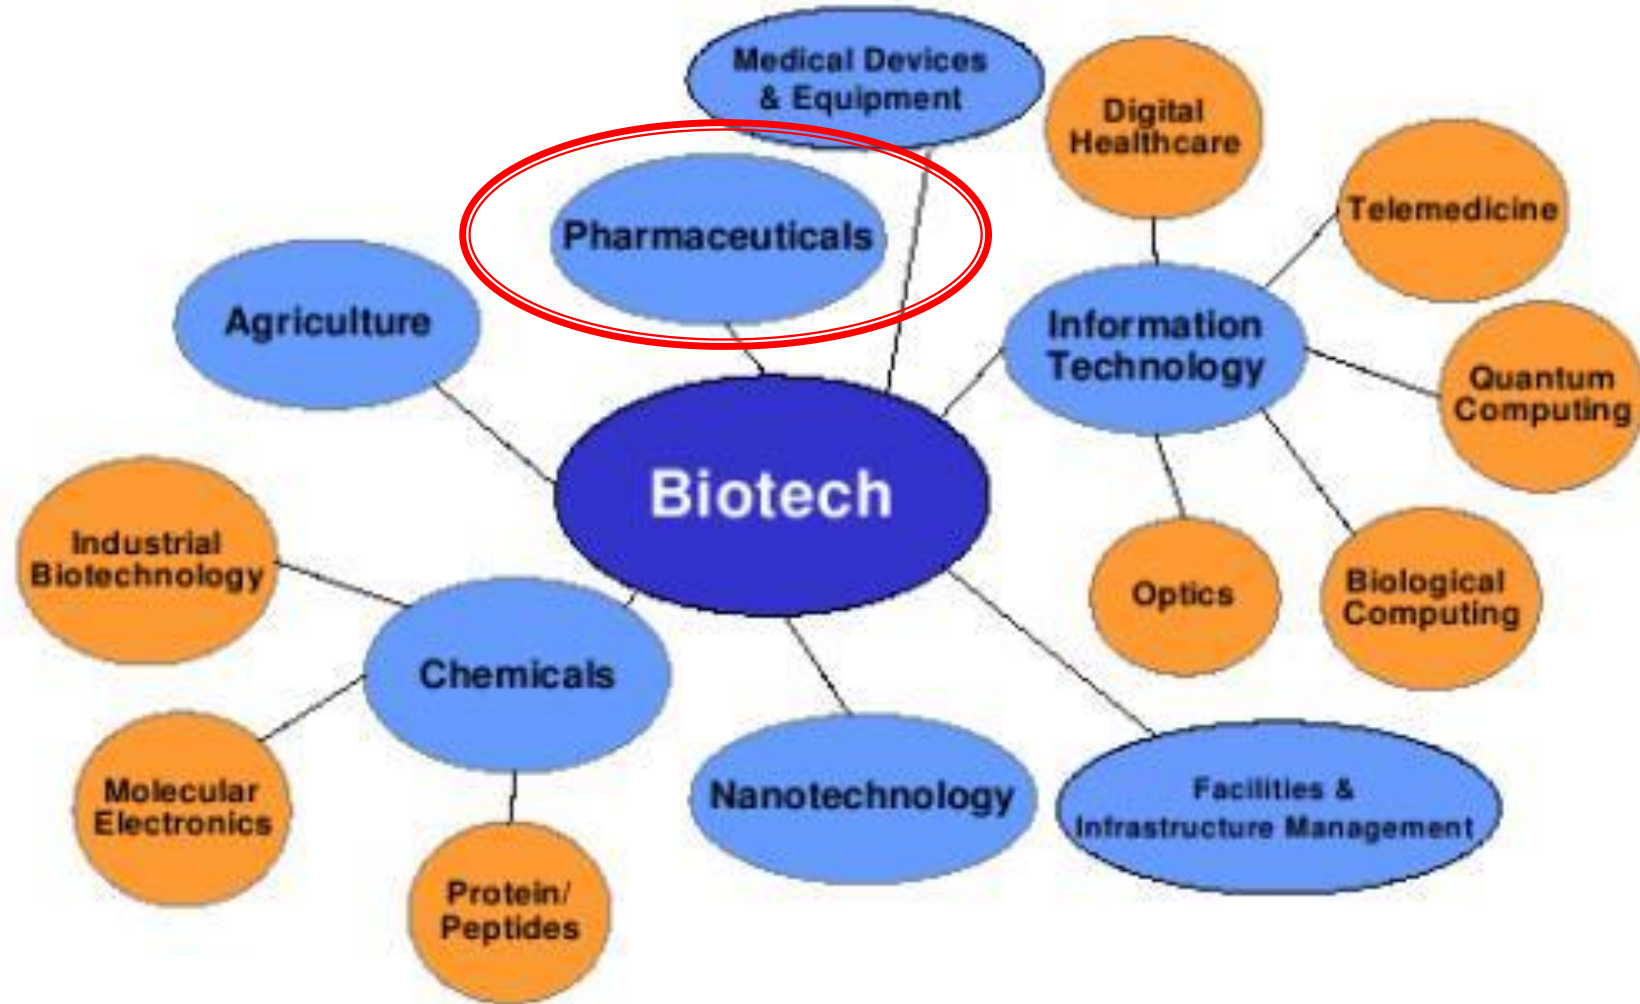 Medical Devices
& Equipment
Digital
Healthcare
Telemedicine
Pharmaceuticals
Agriculture
Information
Technology
Quantum
Computing
Biotech
Industrial
Biotechnology
Optics
Biological
Computing
Chemicals
Molecular
Electronics
Nanotechnology
Facilities &
Infrastructure Management
Protein/
Peptides